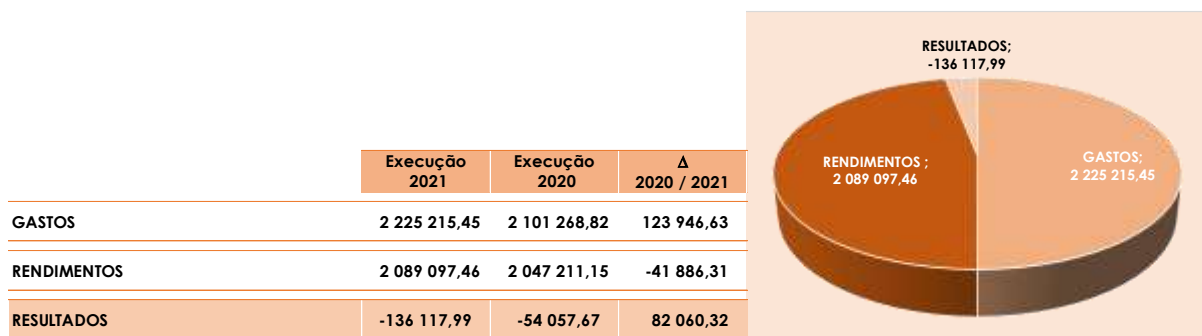 Execução 2021 Execução 2020 Δ 2020 / 2021
GASTOS 2 225 215,45 2 101 268,82 123 946,63
RENDIMENTOS 2 089 097,46 2 047 211,15 -41 886,31
RESULTADOS -136 117,99 -54 057,67 82 060,32
RESULTADOS;
-136 117,99
RENDIMENTOS ;
2 089 097,46
GASTOS;
2 225 215,45